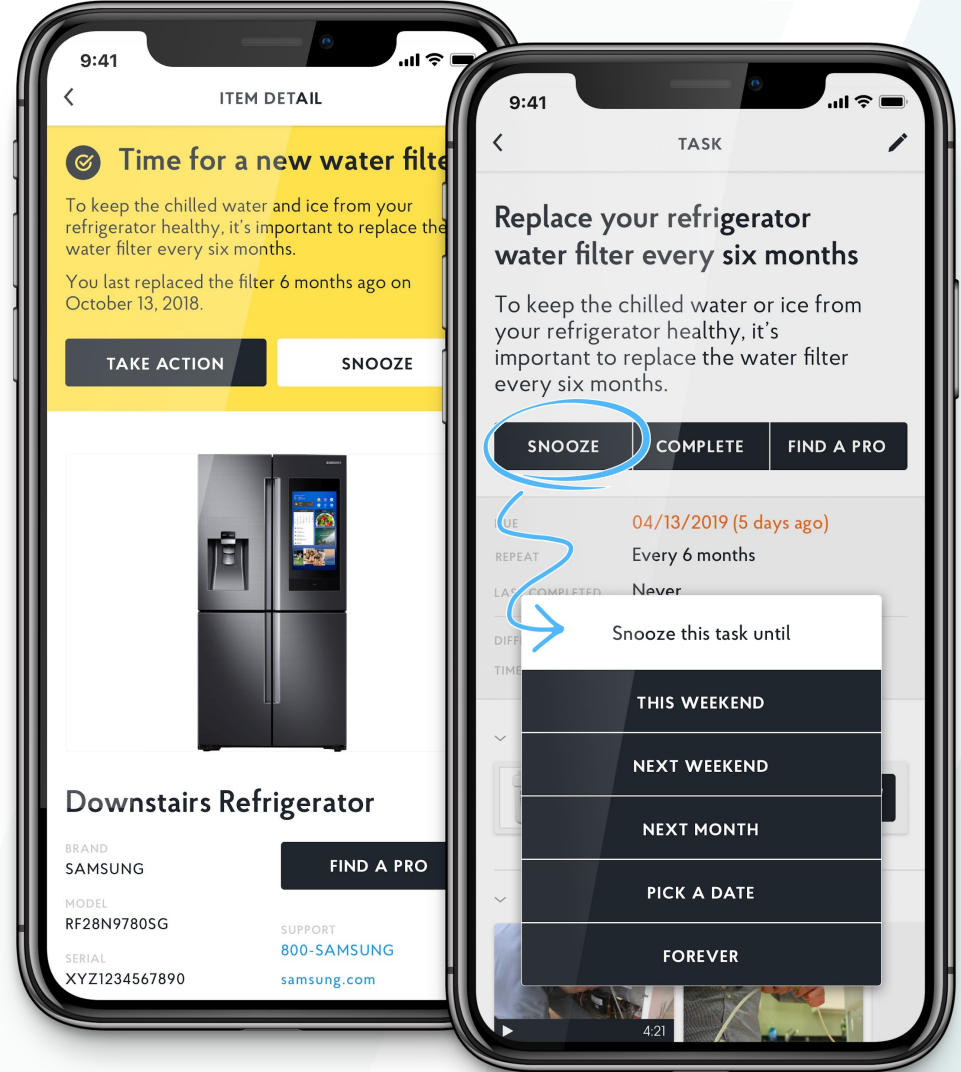 9:41
ITEM DETAIL
Time for a new water filte
To keep the chilled water and ice from your
refrigerator healthy, it's important to replace the
water filter every six months.
You last replaced the filter 6 months ago on
October 13, 2018.
TAKE ACTION
SNOOZE
SAMSUNG
Downstairs Refrigerator
BRAND
SAMSUNG
MODEL
RF28N9780SG
SERIAL
XYZ1234567890
FIND A PRO
SUPPORT
800-SAMSUNG
samsung.com
9:41
TASK
Replace your refrigerator
water filter every six months
To keep the chilled water or ice from
your refrigerator healthy, it's
important to replace the water filter
every six months.
SNOOZE
COMPLETE
FIND A PRO
DUE
04/13/2019 (5 days ago)
REPEAT
Every 6 months
LAST COMPLETED
Never
DIFF
TIME
Snooze this task until
THIS WEEKEND
NEXT WEEKEND
NEXT MONTH
PICK A DATE
FOREVER
4:21